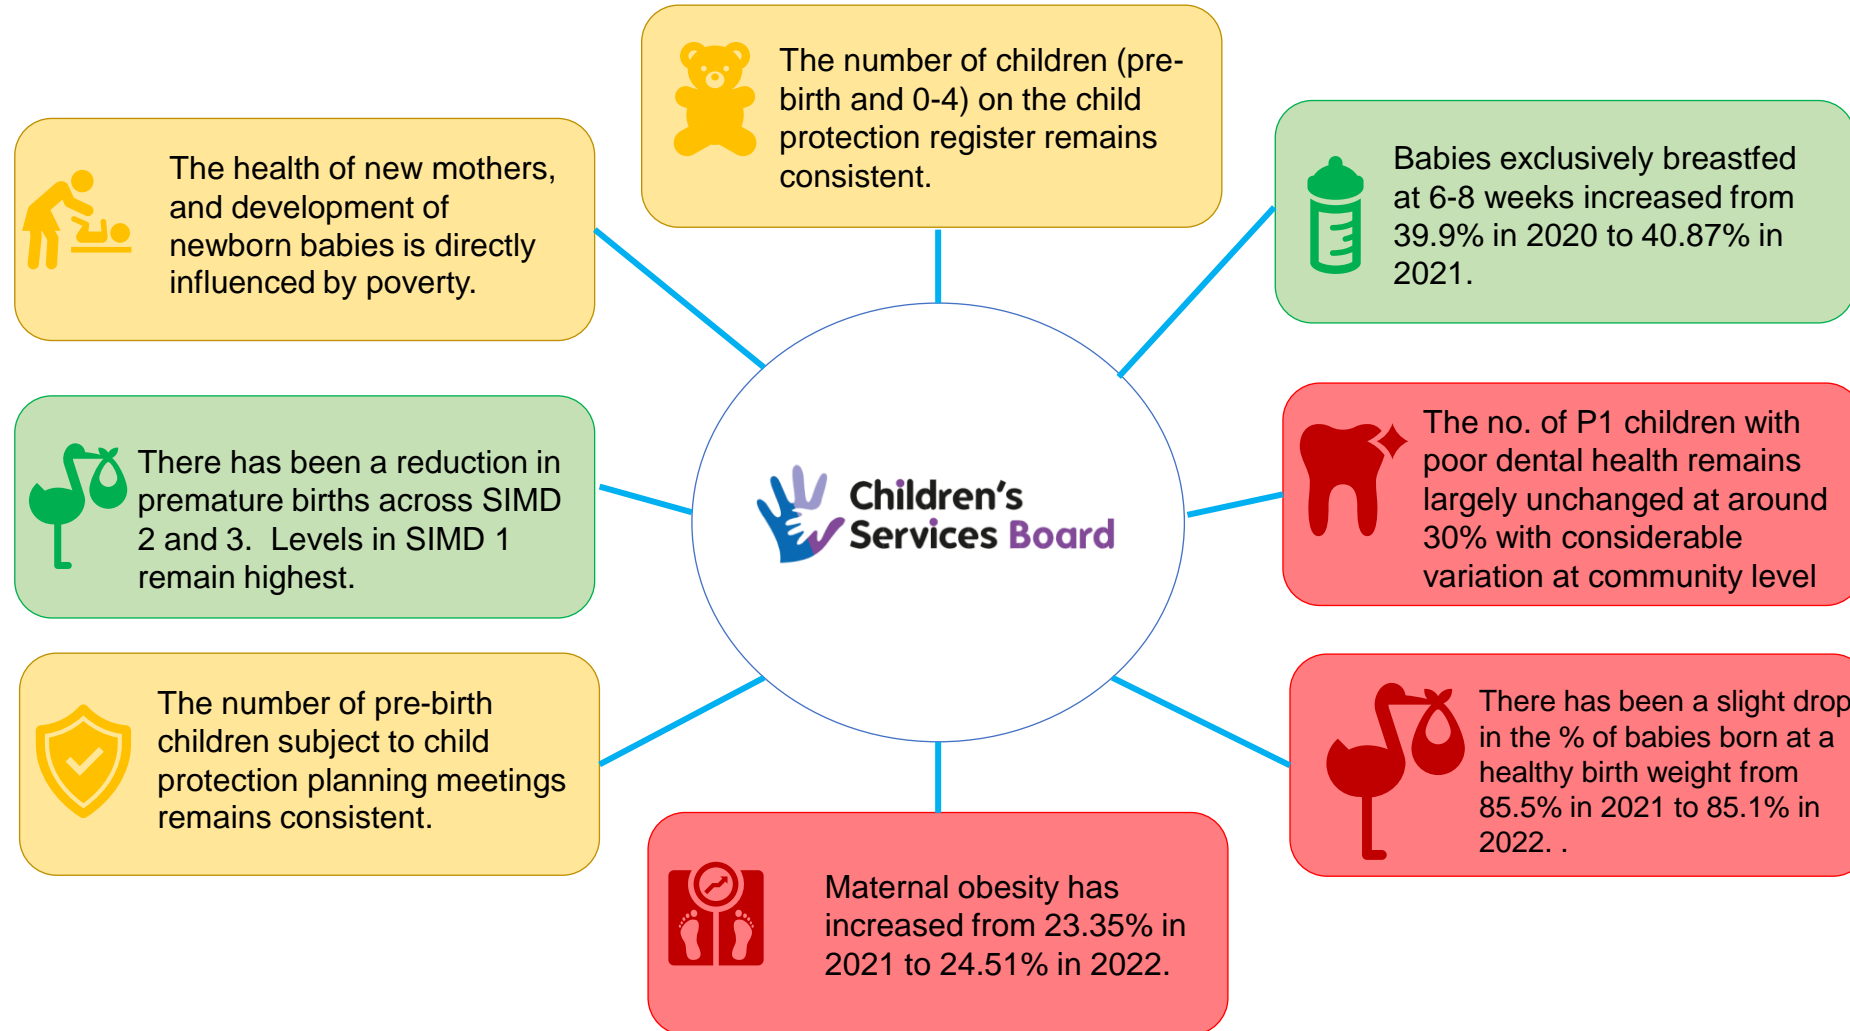 The number of children (pre-
birth and 0-4) on the child
protection register remains
consistent.
The health of new mothers,
and development of
newborn babies is directly
influenced by poverty.
Babies exclusively breastfed
at 6-8 weeks increased from
39.9% in 2020 to 40.87% in
2021.
There has been a reduction in
premature births across SIMD
2 and 3.  Levels in SIMD 1
remain highest.
Children's
Services Board
The no. of P1 children with
poor dental health remains
largely unchanged at around
30% with considerable
variation at community level
The number of pre-birth
children subject to child
protection planning meetings
remains consistent.
There has been a slight drop
in the % of babies born at a
healthy birth weight from
85.5% in 2021 to 85.1% in
2022. .
Maternal obesity has
increased from 23.35% in
2021 to 24.51% in 2022.